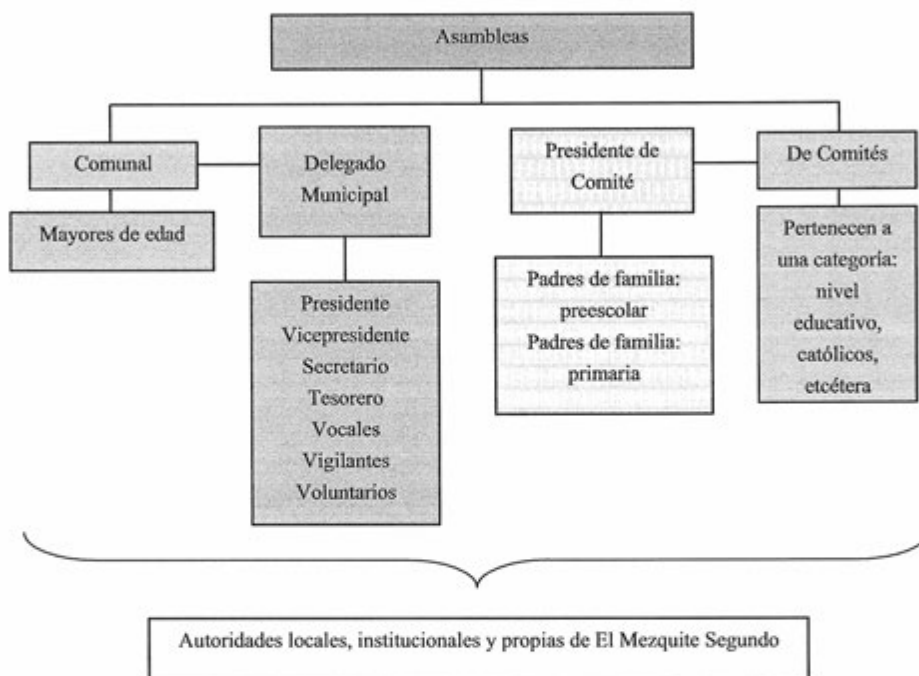 Asambleas
Comunal
Mayores de edad
Delegado
Municipal
Presidente
Vicepresidente
Secretario
Tesorero
Vocales
Vigilantes
Voluntarios
Presidente de
Comité
Padres de familia:
preescolar
Padres de familia:
primaria
De Comités
Pertenecen a
una categoría:
nivel
educativo,
católicos,
etcétera
Autoridades locales, institucionales y propias de El Mezquite Segundo